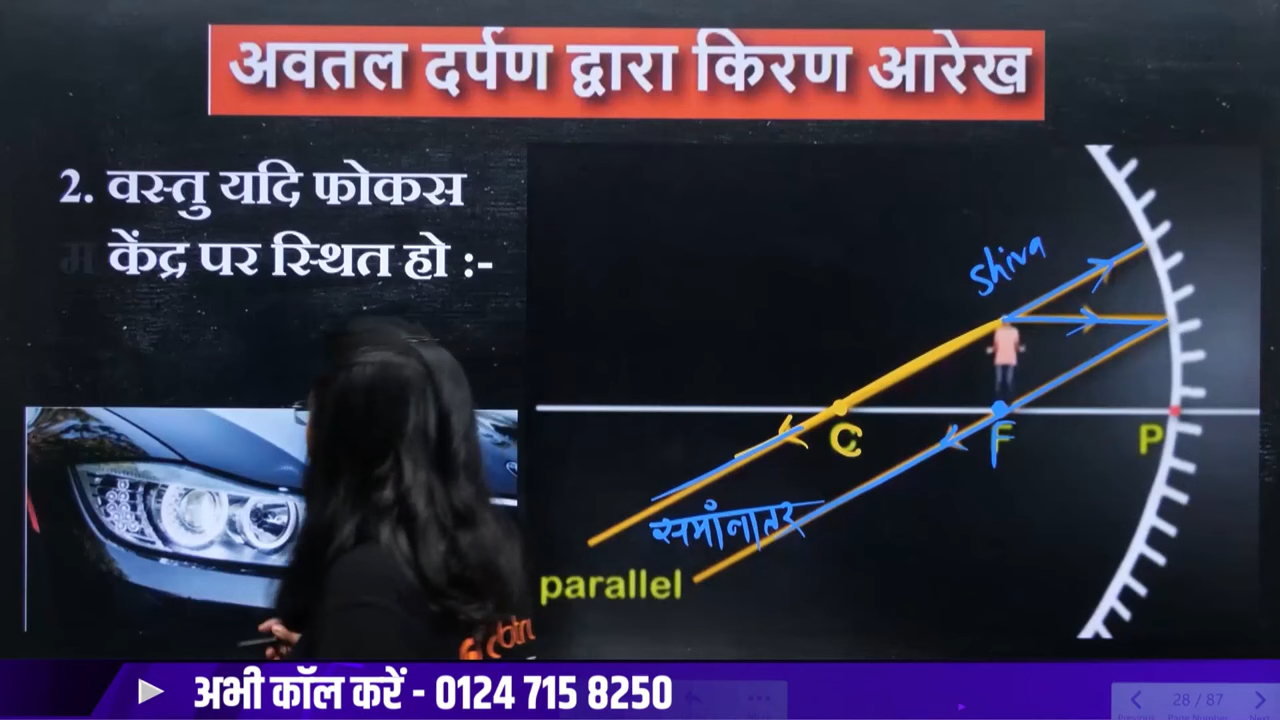 अवतल दर्पण द्वारा किरण आरेख
2. वस्तु यदि फोकस
केंद्र पर स्थित हो :-
shiva
C
F
P
समांनातर
parallel
अभी कॉल करें - 0124 715 8250
28 / 87